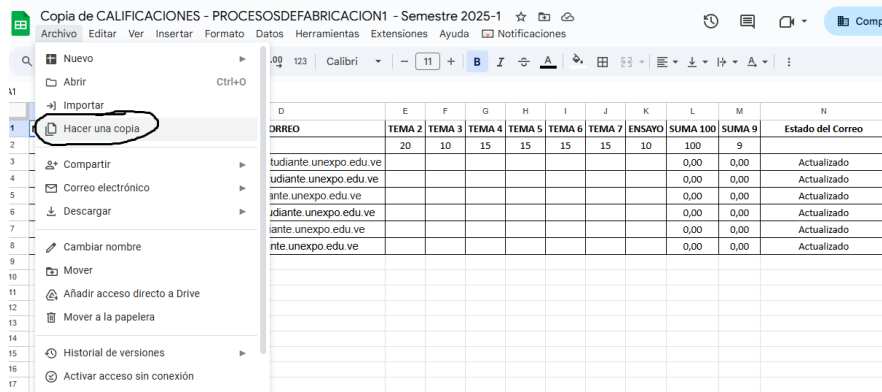 Copia de CALIFICACIONES - PROCESOSDEFABRICACION1 - Semestre 2025-1
Archivo Editar Ver Insertar Formato Datos Herramientas Extensiones Ayuda Notificaciones
Comp
Nuevo
.00 123 Calibri - 11 + B I S A
Abrir Ctrl+O
A1
Importar
D E F G H I J K L M N
1 ORREO TEMA 2 TEMA 3 TEMA 4 TEMA 5 TEMA 6 TEMA 7 ENSAYO SUMA 100 SUMA 9 Estado del Correo
Hacer una copia
2 20 10 15 15 15 15 10 100 9
3 tudiante.unexpo.edu.ve 0,00 0,00 Actualizado
Compartir
4 tudiante.unexpo.edu.ve 0,00 0,00 Actualizado
Correo electrónico
5 ante.unexpo.edu.ve 0,00 0,00 Actualizado
6 udiante.unexpo.edu.ve 0,00 0,00 Actualizado
Descargar
7 iante.unexpo.edu.ve 0,00 0,00 Actualizado
8 nte.unexpo.edu.ve 0,00 0,00 Actualizado
Cambiar nombre
9
Mover
10
11
Añadir acceso directo a Drive
12
Mover a la papelera
13
14
15
Historial de versiones
16
Activar acceso sin conexión
17